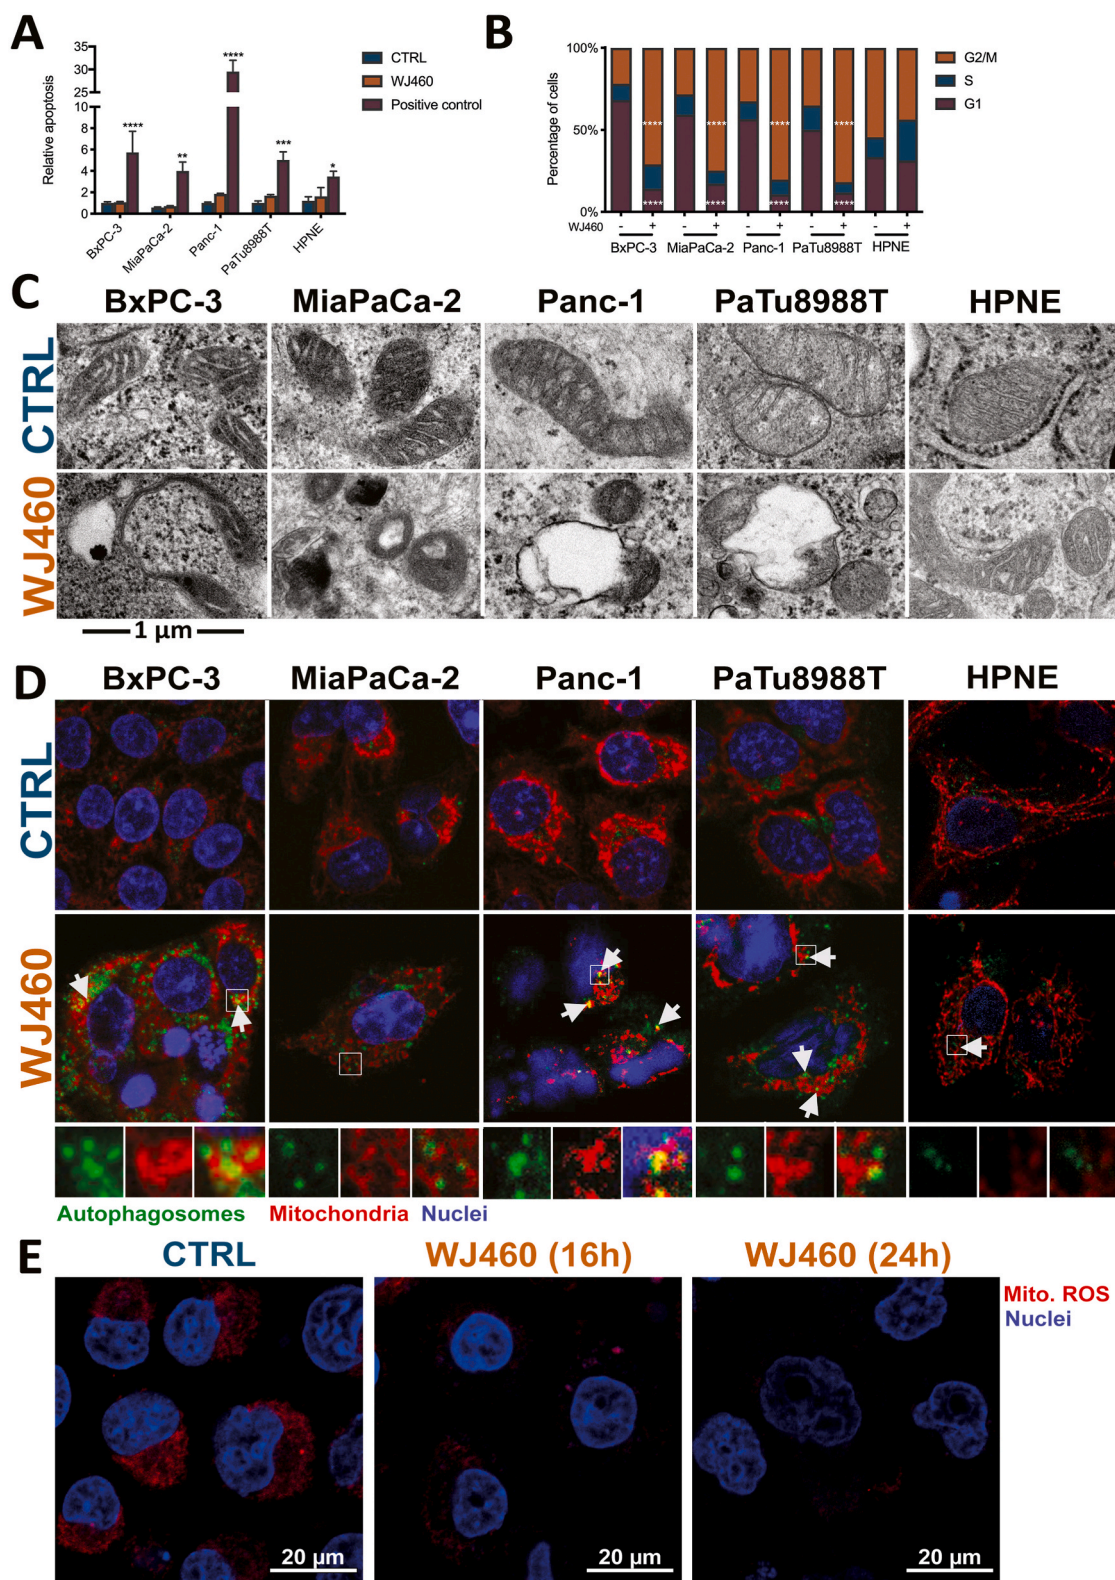 A
B
35
30
25
10
8
6
4
2
0
Relative apoptosis
****
**
****
***
*
CTRL
WJ460
Positive control
BxPC-3
MiaPaCa-2
Panc-1
PaTu8988T
HPNE
100%
50%
0%
Percentage of cells
**** **** **** ****
**** **** **** ****
G2/M
S
G1
WJ460 - + - + - + - + - +
BxPC-3 MiaPaCa-2 Panc-1 PaTu8988T HPNE
C
BxPC-3 MiaPaCa-2 Panc-1 PaTu8988T HPNE
CTRL
WJ460
1 µm
D
BxPC-3 MiaPaCa-2 Panc-1 PaTu8988T HPNE
CTRL
WJ460
Autophagosomes Mitochondria Nuclei
E
CTRL WJ460 (16h) WJ460 (24h)
Mito. ROS
Nuclei
20 µm 20 µm 20 µm